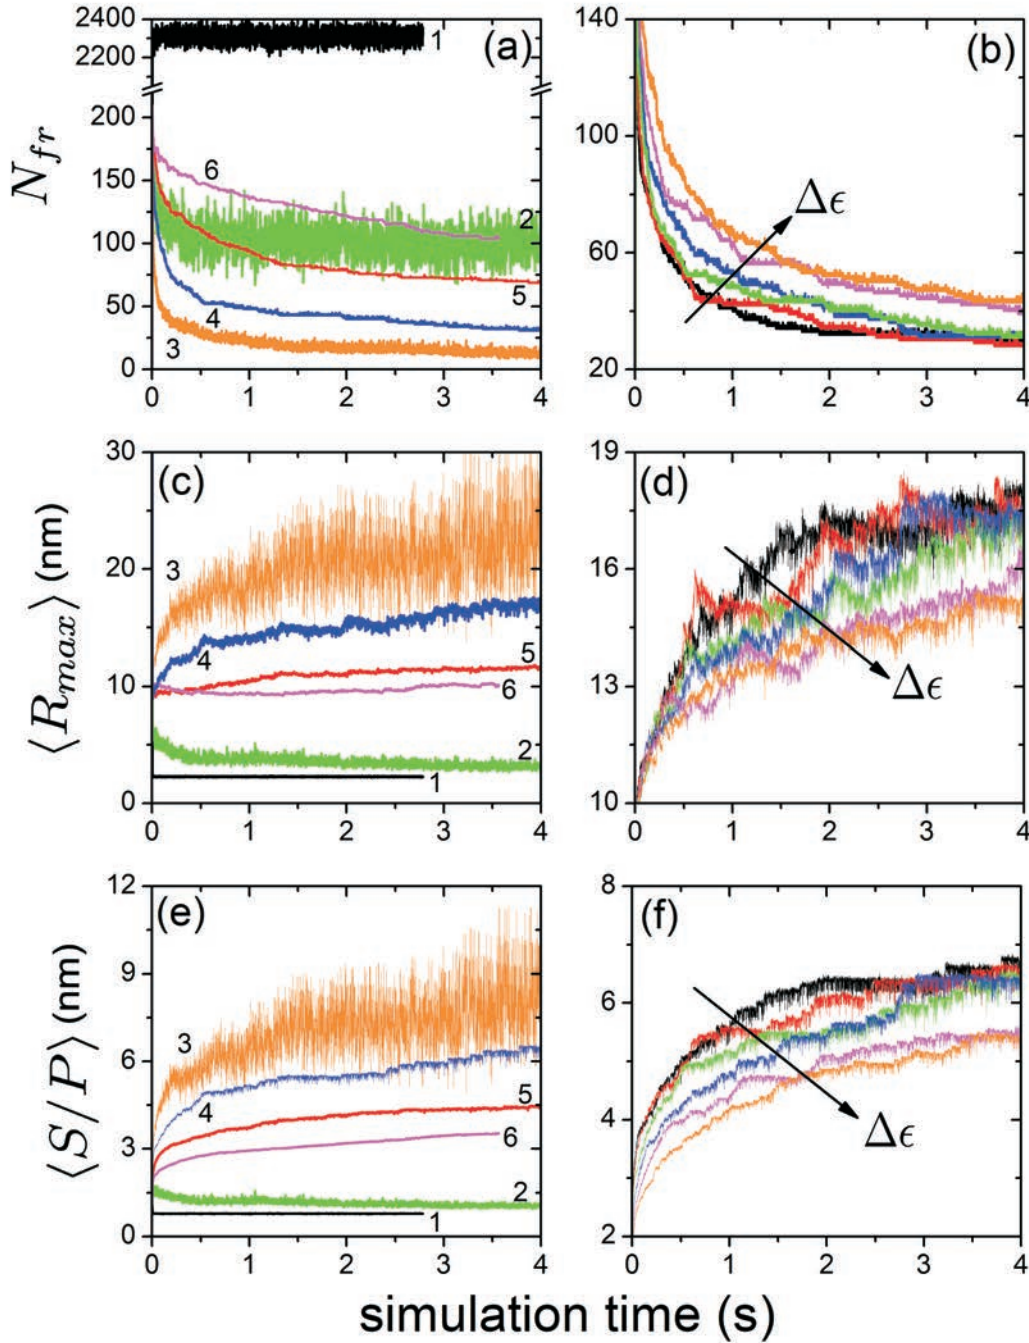 2400
2200
200
150
100
50
0
N_fr
1
(a)
6
2
5
4
3
0 1 2 3 4
140
100
60
20
(b)
Δϵ
0 1 2 3 4
30
20
10
0
⟨R_max⟩ (nm)
(c)
3
4
5
6
2
1
0 1 2 3 4
19
16
13
10
(d)
Δϵ
0 1 2 3 4
12
9
6
3
0
⟨S/P⟩ (nm)
(e)
3
4
5
6
2
1
0 1 2 3 4
8
6
4
2
(f)
Δϵ
0 1 2 3 4
simulation time (s)